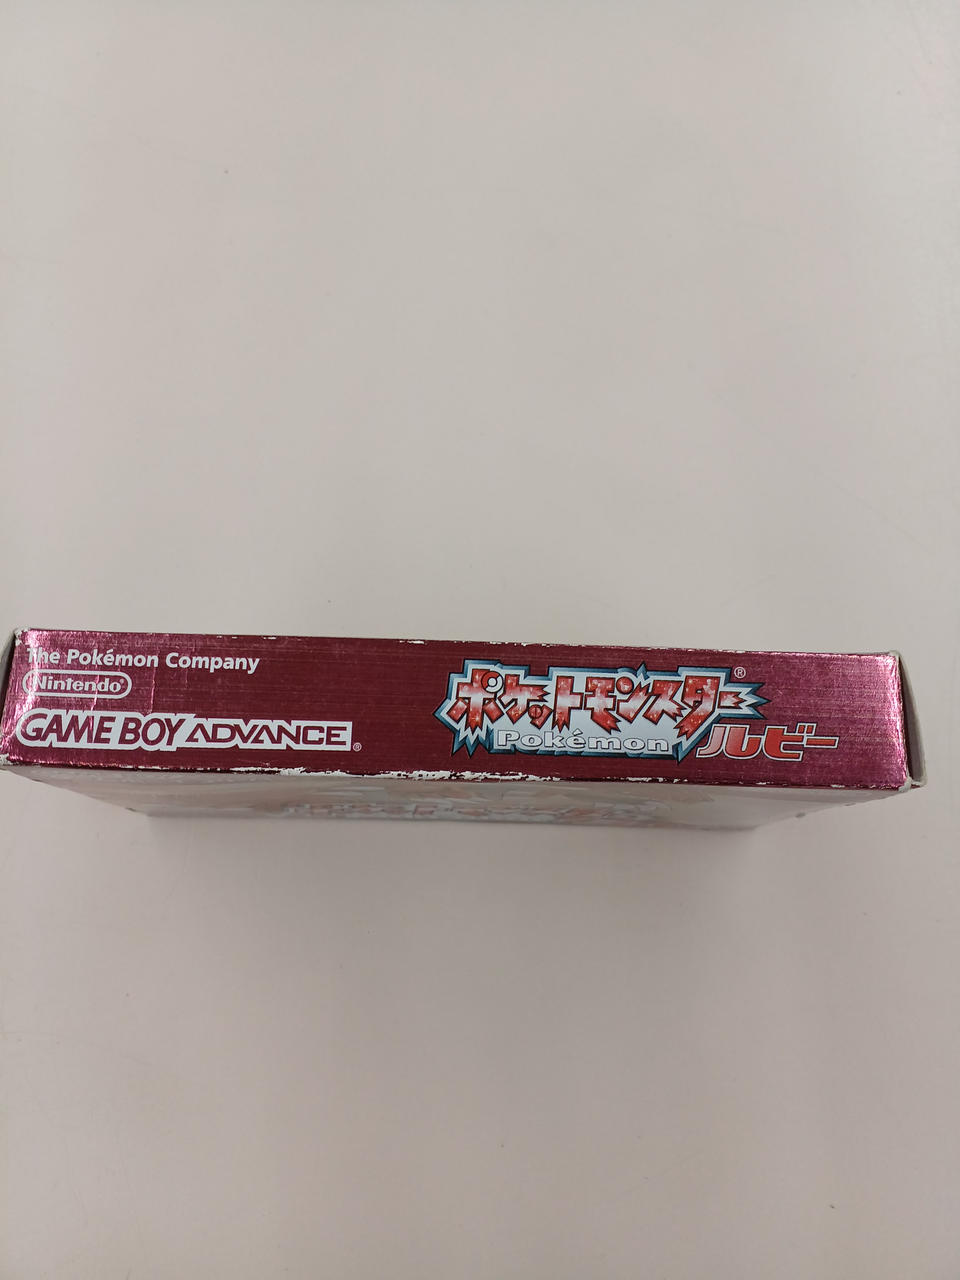 The Pokémon Company
Nintendo®
GAME BOY ADVANCE®
ポケットモンスター®
Pokémon
ルビー